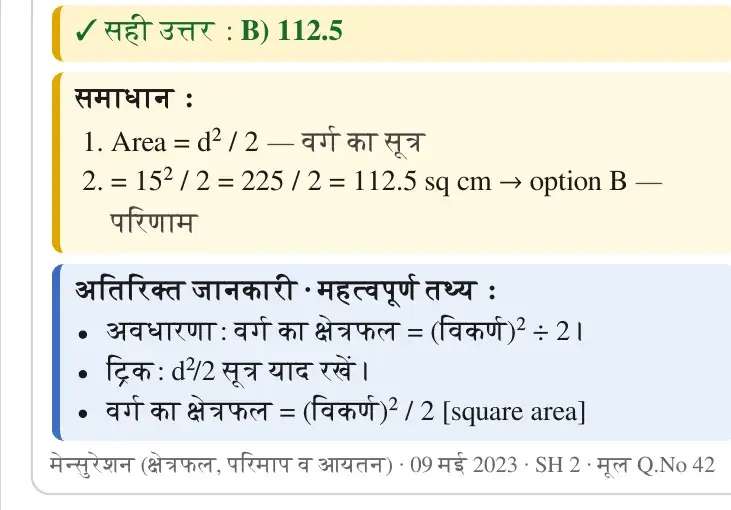 ✓ सही उत्तर : B) 112.5
समाधान :
1. Area = d² / 2 — वर्ग का सूत्र
2. = 15² / 2 = 225 / 2 = 112.5 sq cm → option B —
परिणाम
अतिरिक्त जानकारी · महत्वपूर्ण तथ्य :
• अवधारणा : वर्ग का क्षेत्रफल = (विकर्ण)² ÷ 2।
• ट्रिक : d²/2 सूत्र याद रखें।
• वर्ग का क्षेत्रफल = (विकर्ण)² / 2 [square area]
मेन्सुरेशन (क्षेत्रफल, परिमाप व आयतन) · 09 मई 2023 · SH 2 · मूल Q.No 42